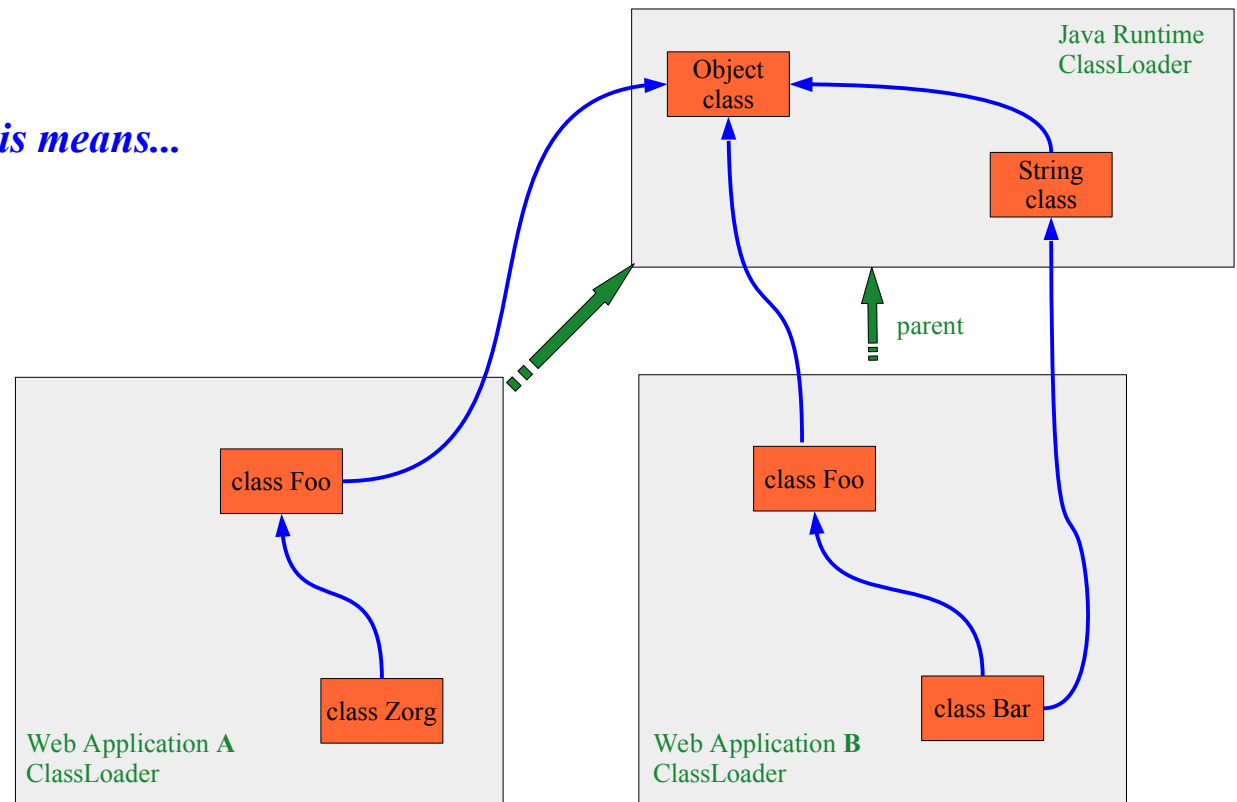 is means...
Java Runtime
ClassLoader
Object
class
String
class
parent
class Foo
class Zorg
Web Application A
ClassLoader
class Foo
class Bar
Web Application B
ClassLoader